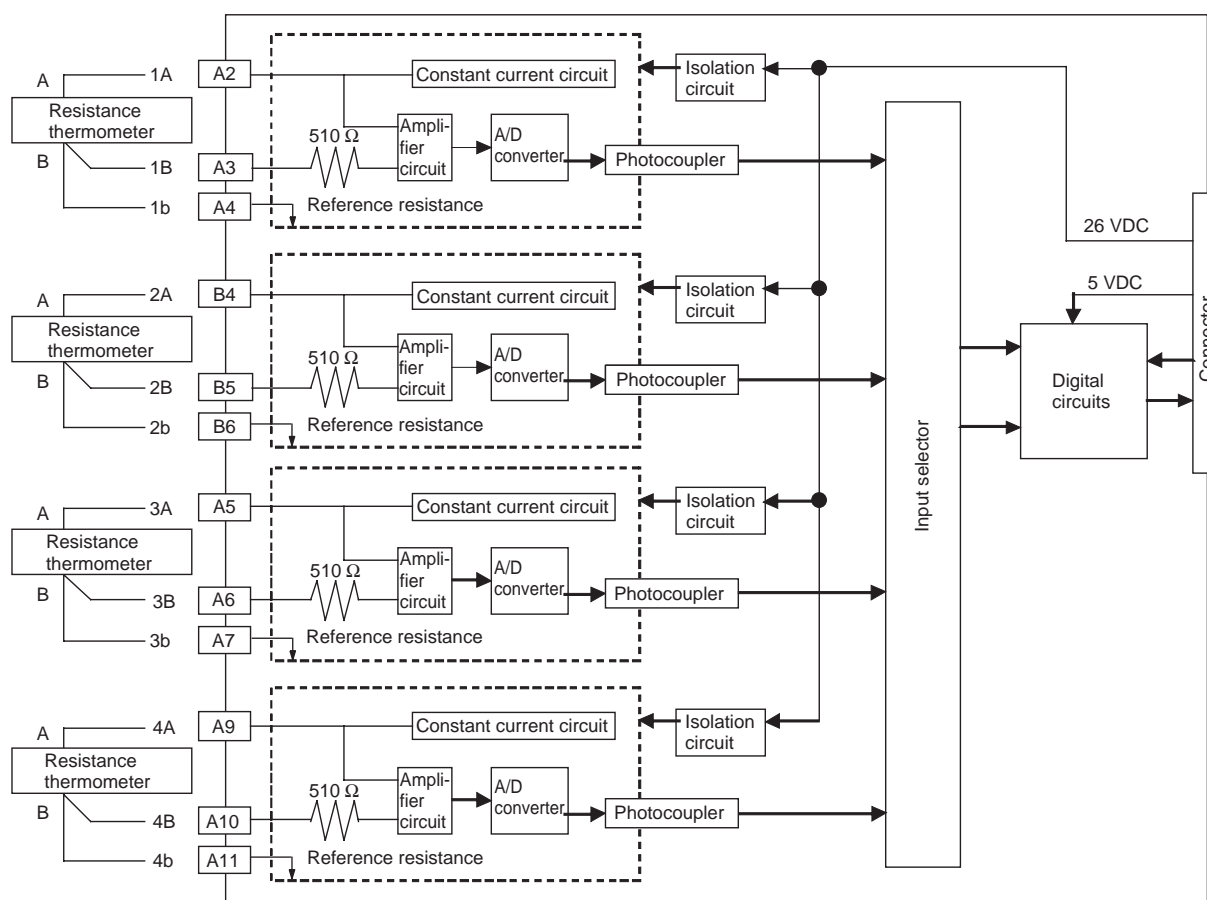 A
1A
A2
Constant current circuit
Isolation
circuit
Resistance
thermometer
510 Ω
Ampli-
fier
circuit
A/D
converter
Photocoupler
B
1B
A3
1b
A4
Reference resistance
26 VDC
A
2A
B4
Constant current circuit
Isolation
circuit
5 VDC
Resistance
thermometer
510 Ω
Ampli-
fier
circuit
A/D
converter
Photocoupler
B
2B
B5
2b
B6
Reference resistance
Input selector
Digital
circuits
Connector
A
3A
A5
Constant current circuit
Isolation
circuit
Resistance
thermometer
510 Ω
Ampli-
fier
circuit
A/D
converter
Photocoupler
B
3B
A6
3b
A7
Reference resistance
A
4A
A9
Constant current circuit
Isolation
circuit
Resistance
thermometer
510 Ω
Ampli-
fier
circuit
A/D
converter
Photocoupler
B
4B
A10
4b
A11
Reference resistance